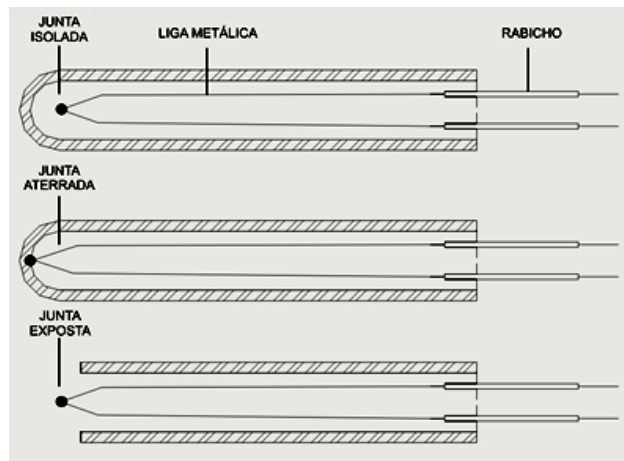 JUNTA
ISOLADA
LIGA METÁLICA
RABICHO
JUNTA
ATERRADA
JUNTA
EXPOSTA